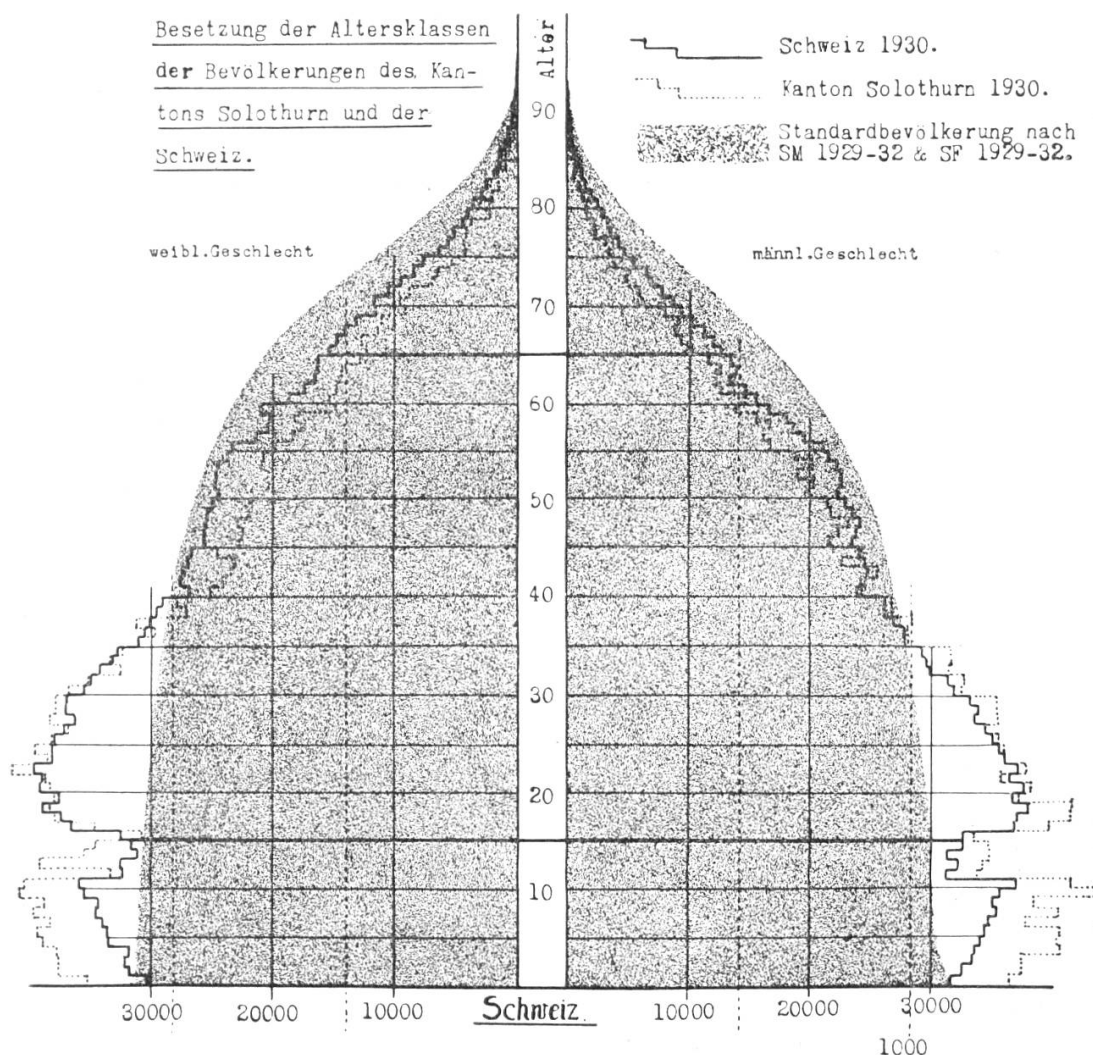 Besetzung der Altersklassen
der Bevölkerungen des Kan-
tons Solothurn und der
Schweiz.
Alter
Schweiz 1930.
Kanton Solothurn 1930.
Standardbevölkerung nach
SM 1929-32 & SF 1929-32.
weibl.Geschlecht
männl.Geschlecht
90
80
70
60
50
40
30
20
10
30000 20000 10000 Schweiz. 10000 20000 30000
1000